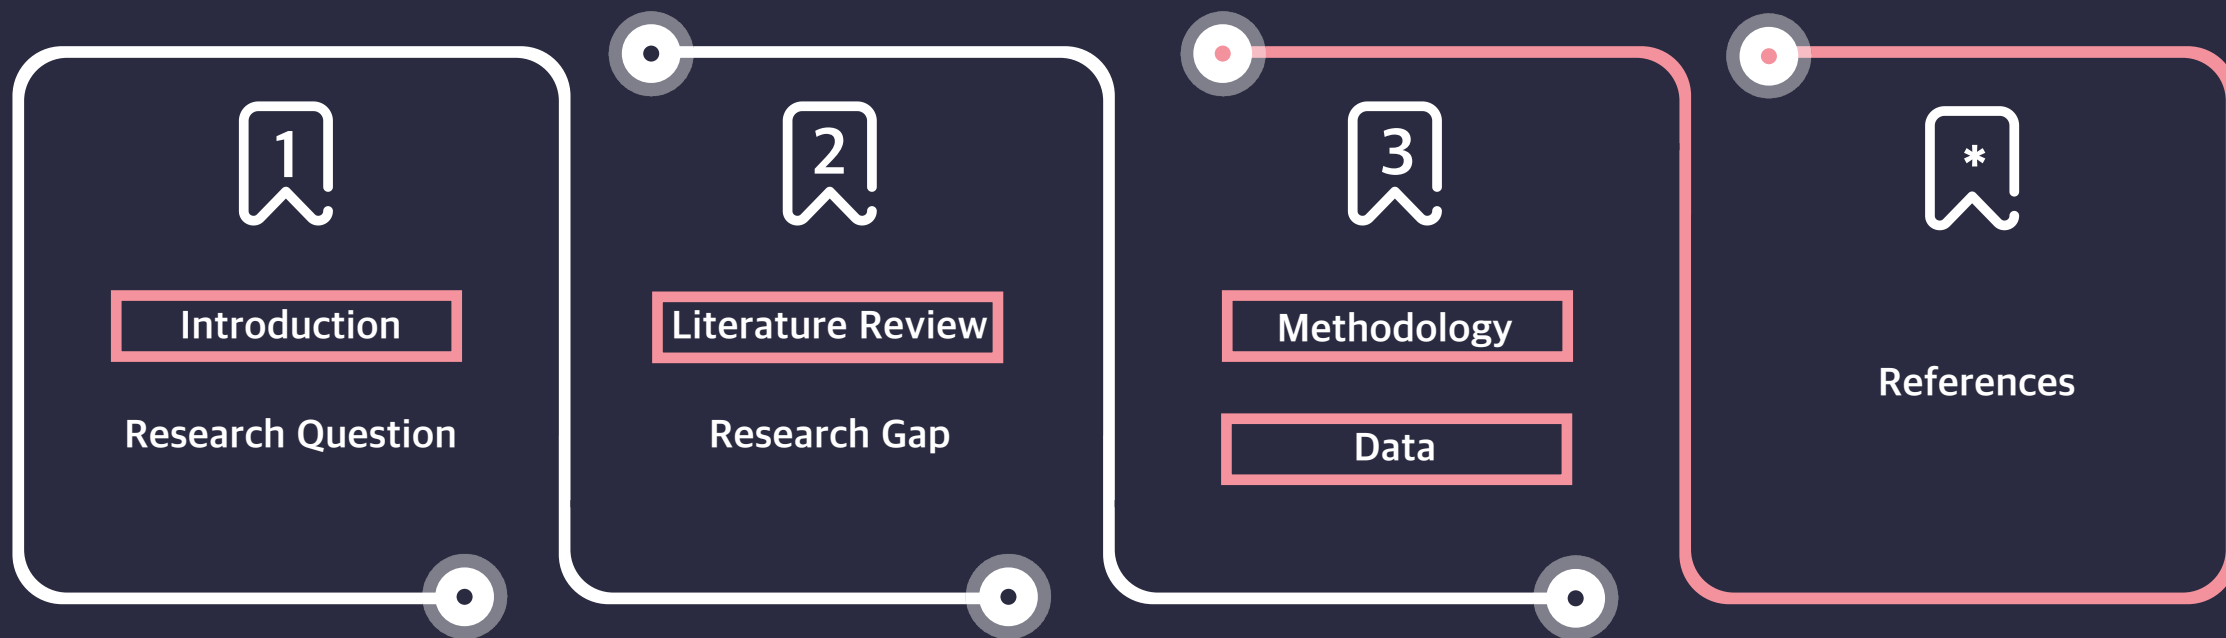 1
Introduction
Research Question
2
Literature Review
Research Gap
3
Methodology
Data
*
References